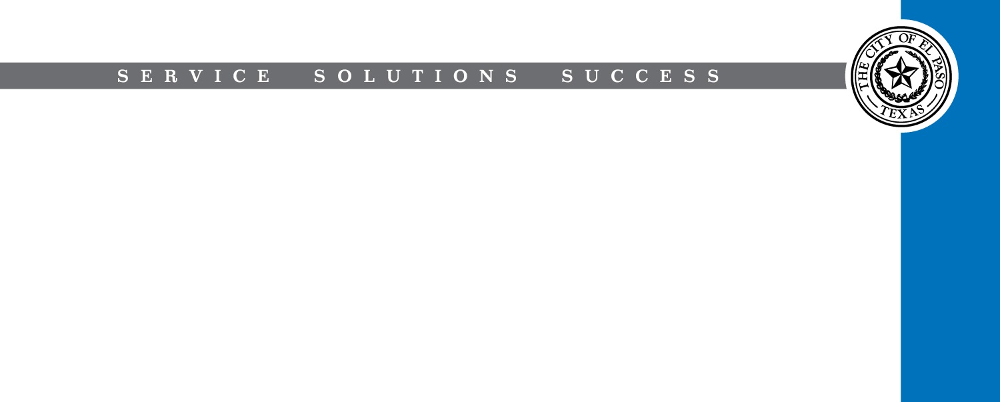 SERVICE SOLUTIONS SUCCESS
THE CITY OF EL PASO
TEXAS